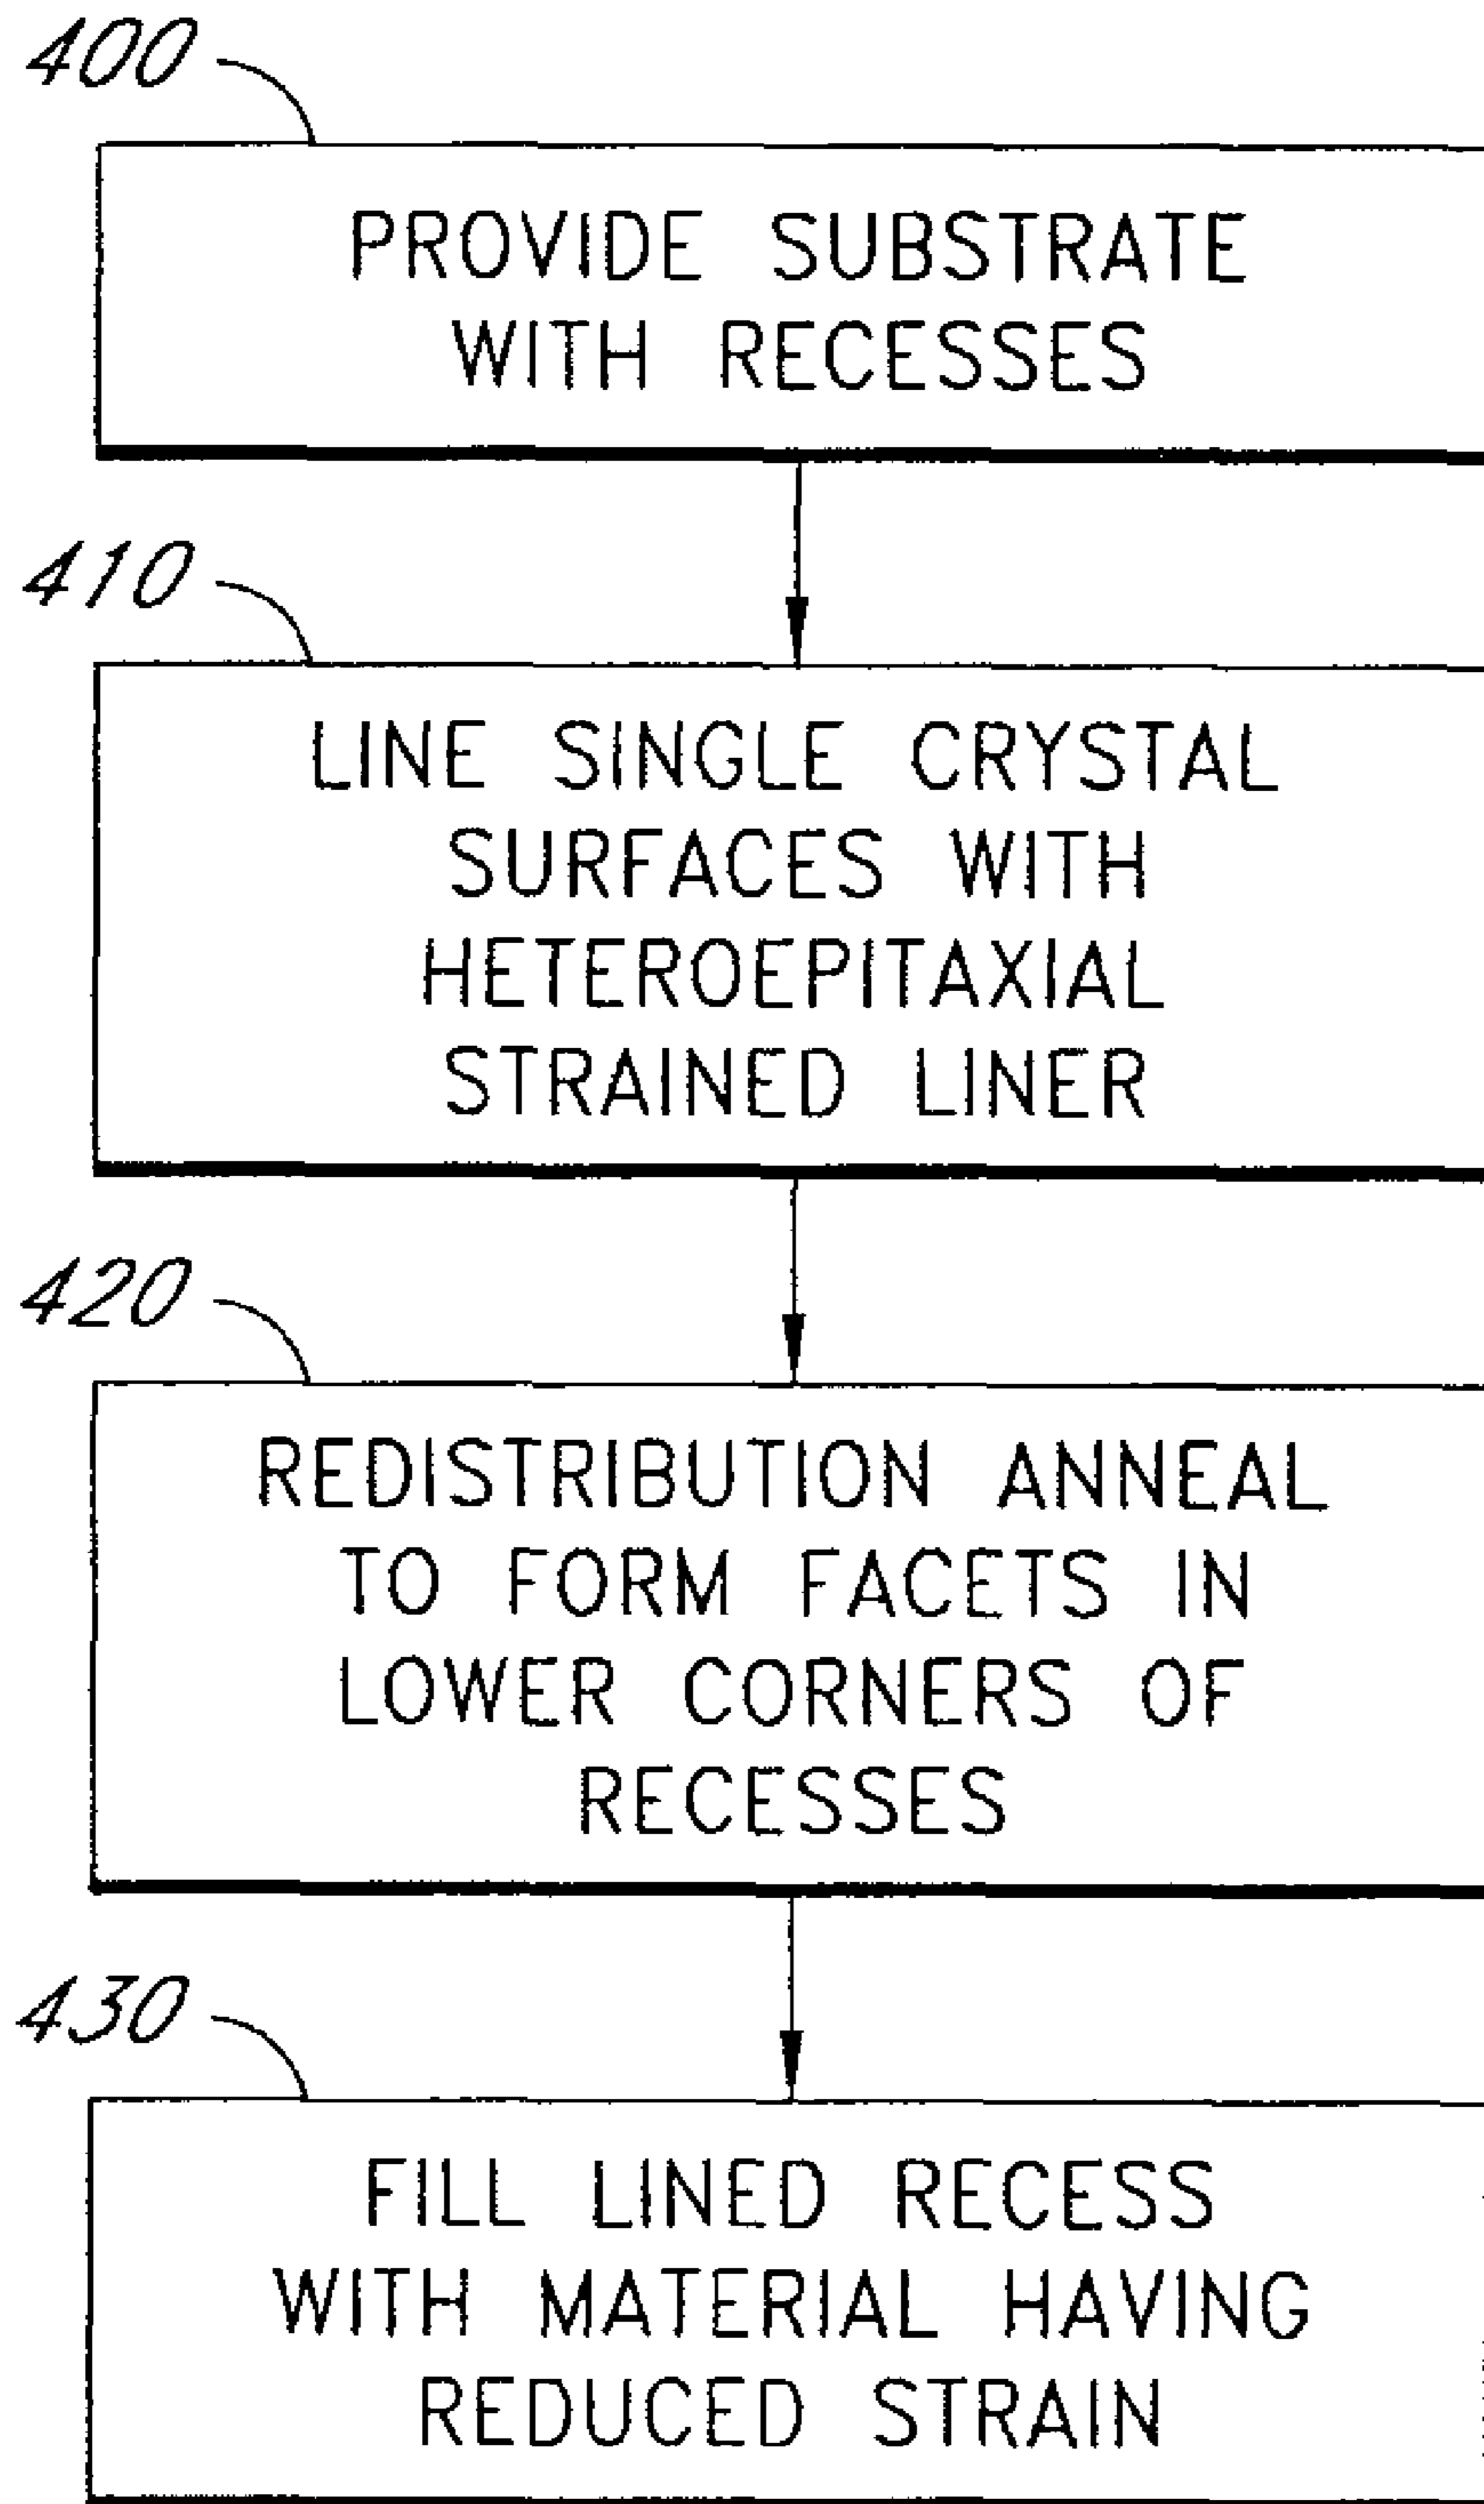 400
PROVIDE SUBSTRATE
WITH RECESSES
410
LINE SINGLE CRYSTAL
SURFACES WITH
HETEROEPITAXIAL
STRAINED LINER
420
REDISTRIBUTION ANNEAL
TO FORM FACETS IN
LOWER CORNERS OF
RECESSES
430
FILL LINED RECESS
WITH MATERIAL HAVING
REDUCED STRAIN